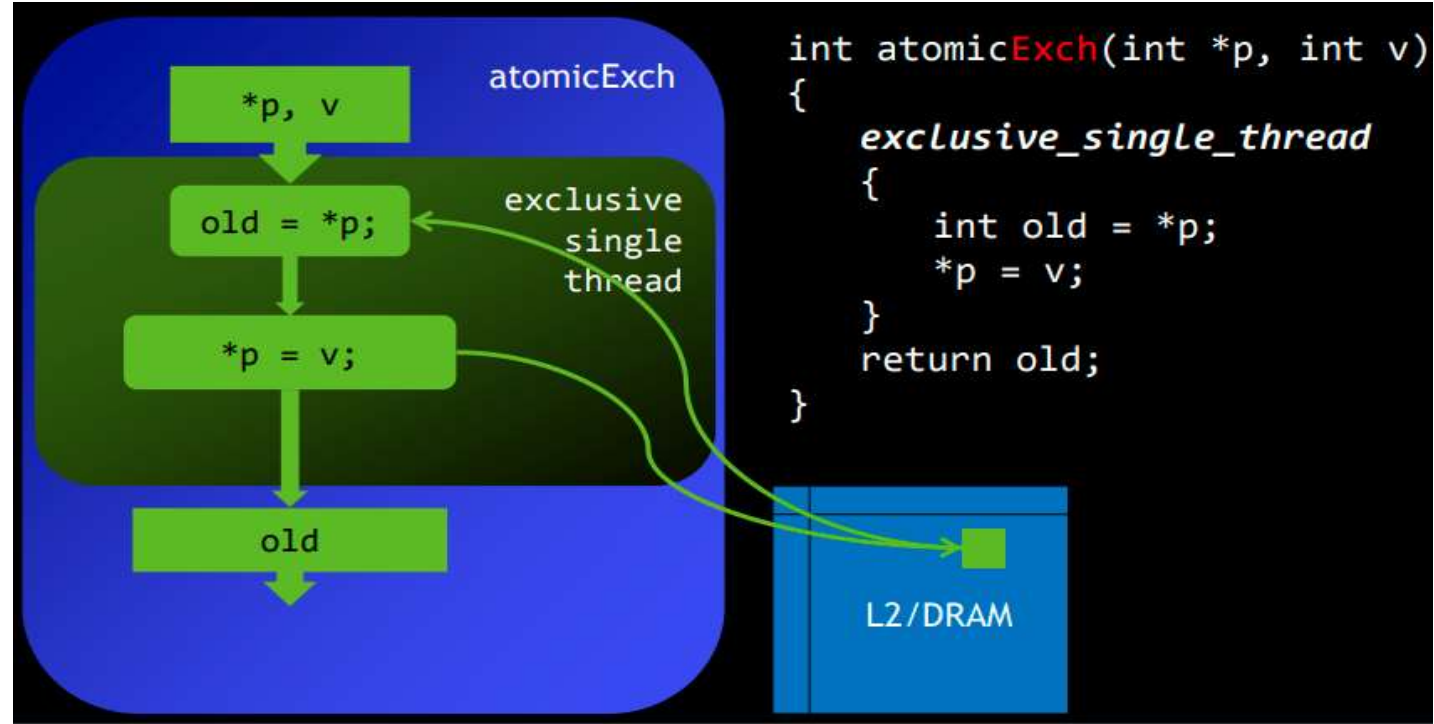 atomicExch
*p, v
exclusive
single
thread
old = *p;
*p = v;
old
int atomicExch(int *p, int v)
{
exclusive_single_thread
{
int old = *p;
*p = v;
}
return old;
}
L2/DRAM